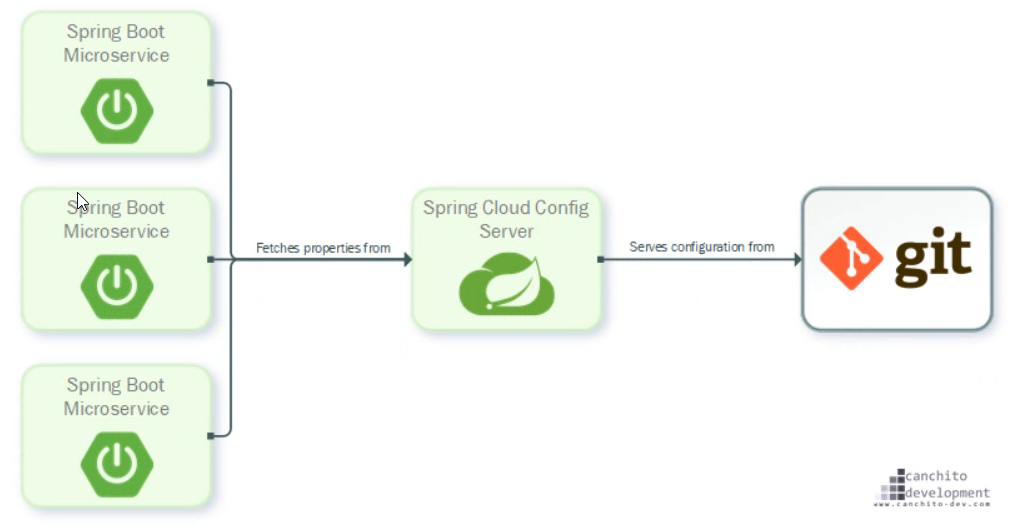 Spring Boot
Microservice
Spring Boot
Microservice
Fetches properties from
Spring Cloud Config
Server
Serves configuration from
git
Spring Boot
Microservice
canchito
development
www.canchito-dev.com